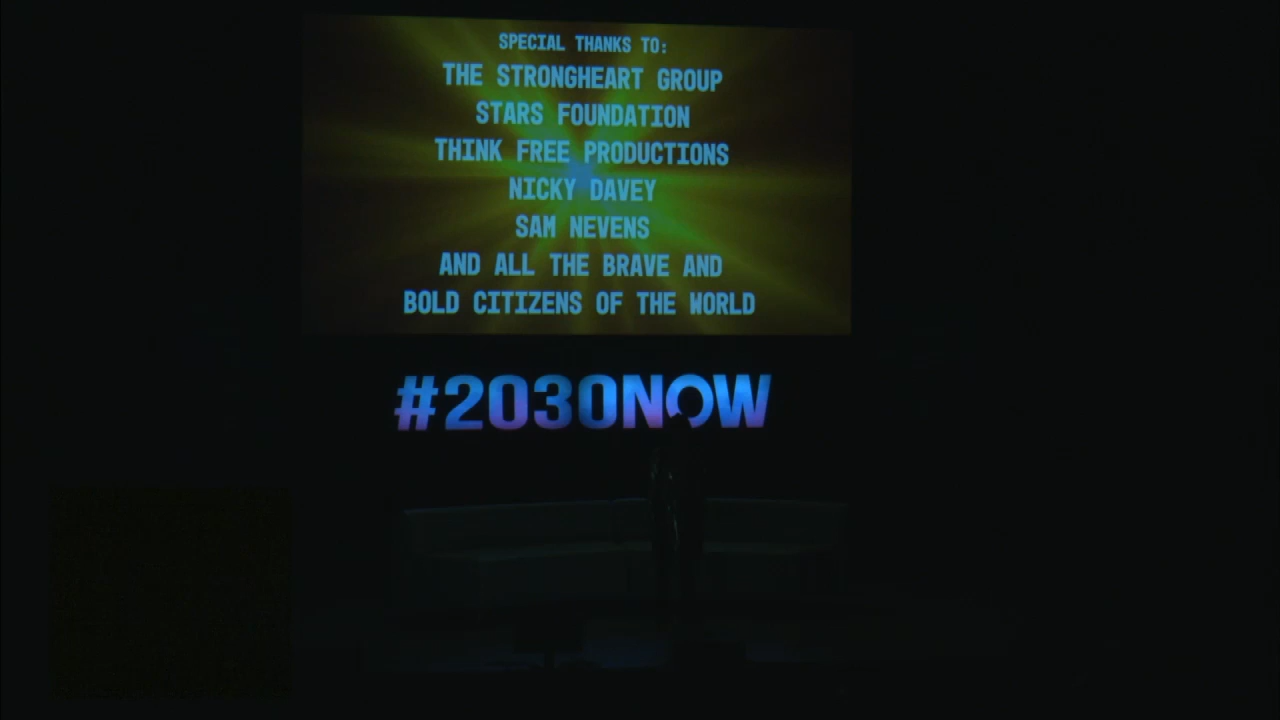 SPECIAL THANKS TO:
THE STRONGHEART GROUP
STARS FOUNDATION
THINK FREE PRODUCTIONS
NICKY DAVEY
SAM NEVENS
AND ALL THE BRAVE AND
BOLD CITIZENS OF THE WORLD
#2030NOW